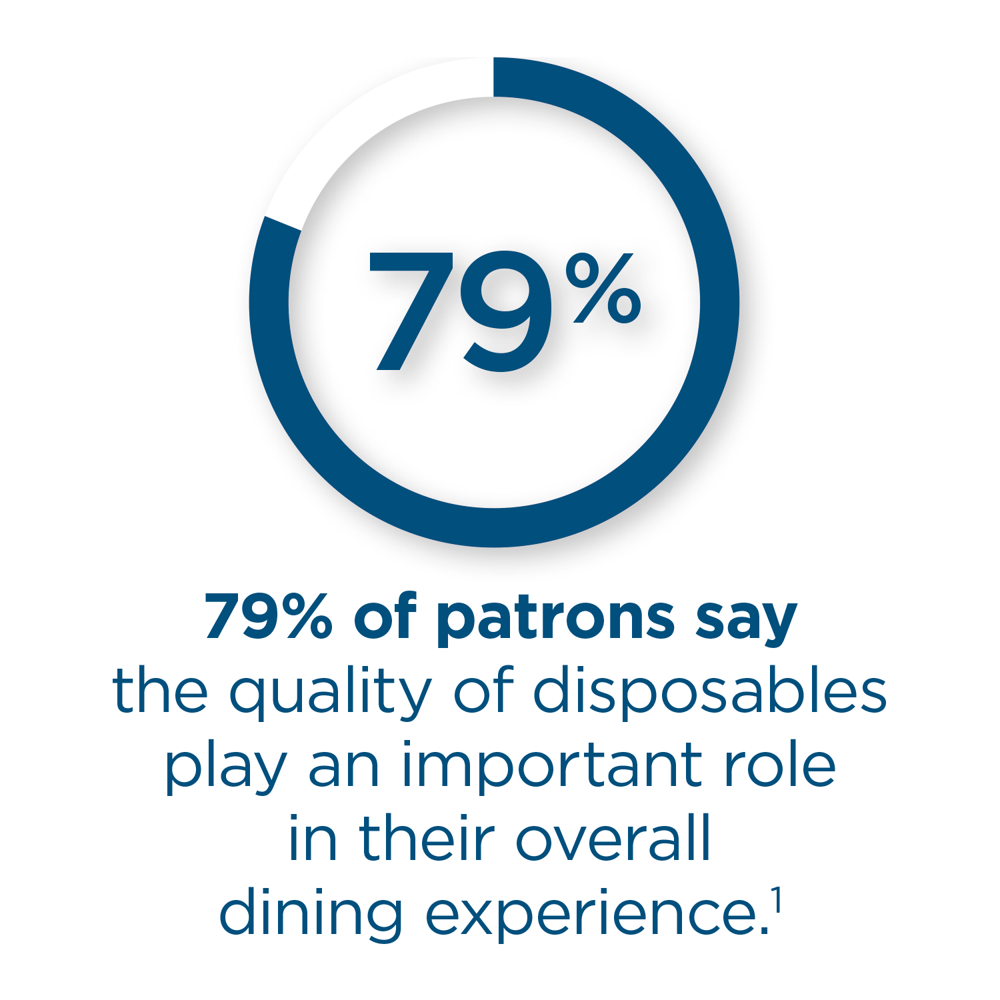 79%
79% of patrons say
the quality of disposables
play an important role
in their overall
dining experience.¹